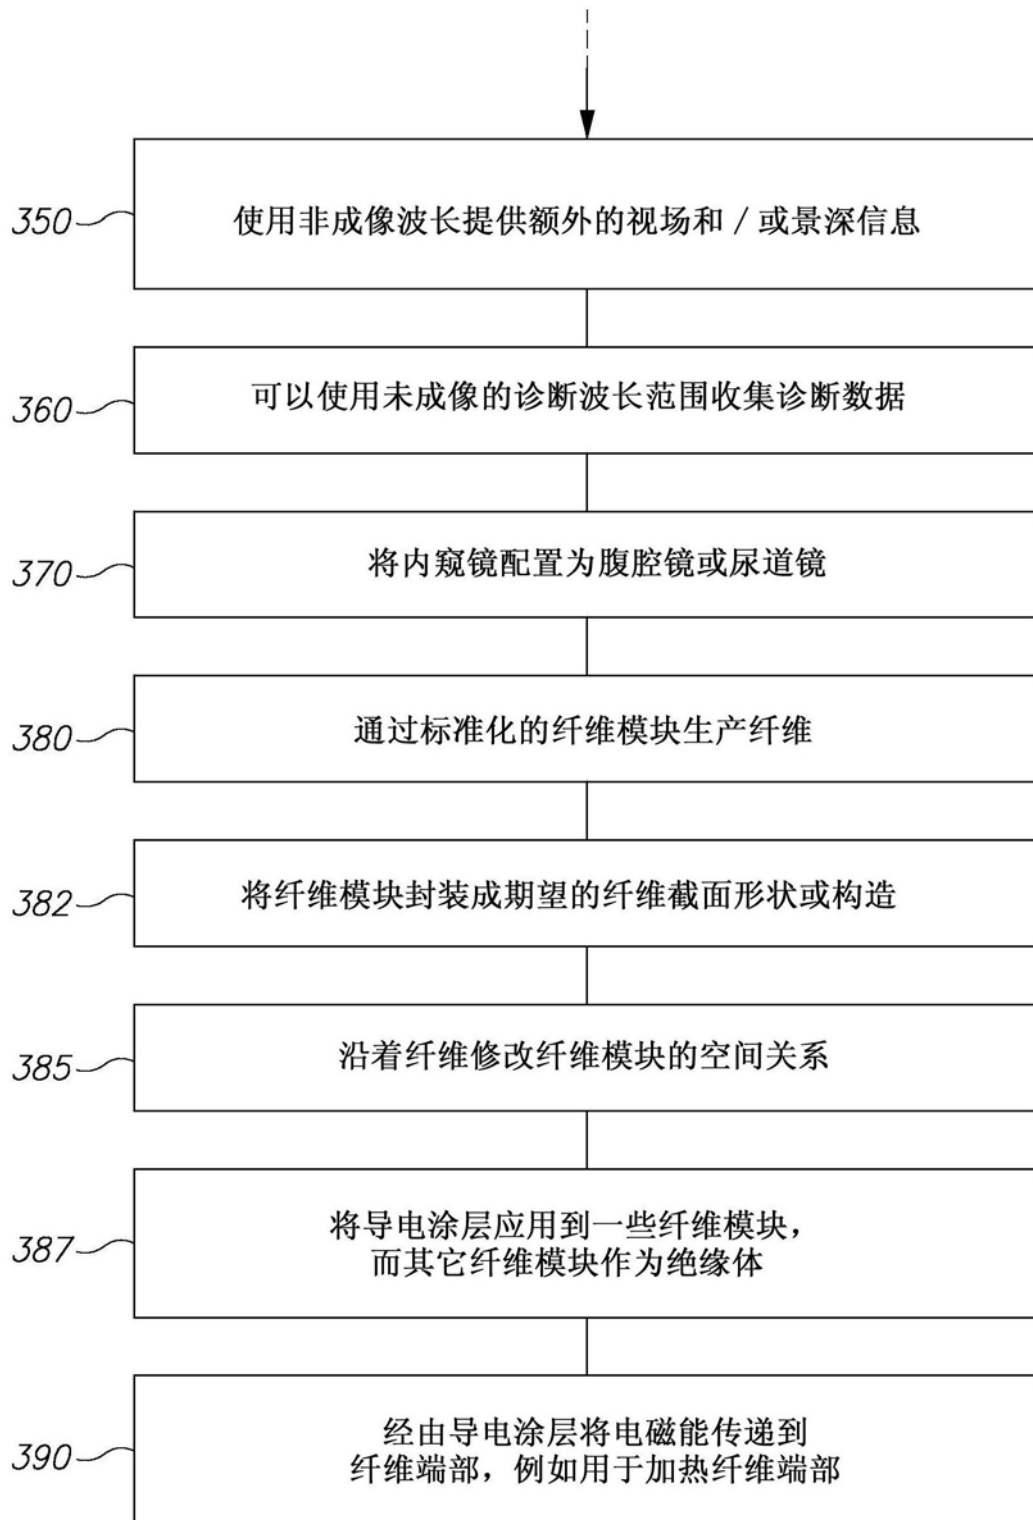 350
使用非成像波长提供额外的视场和／或景深信息
360
可以使用未成像的诊断波长范围收集诊断数据
370
将内窥镜配置为腹腔镜或尿道镜
380
通过标准化的纤维模块生产纤维
382
将纤维模块封装成期望的纤维截面形状或构造
385
沿着纤维修改纤维模块的空间关系
387
将导电涂层应用到一些纤维模块，
而其它纤维模块作为绝缘体
390
经由导电涂层将电磁能传递到
纤维端部，例如用于加热纤维端部